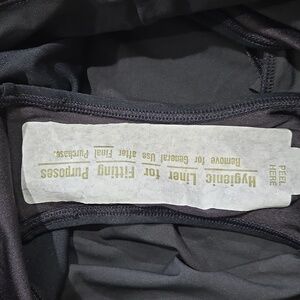 Hygienic Liner for Fitting Purposes
Remove for General Use after Final Purchase.
PEEL
HERE